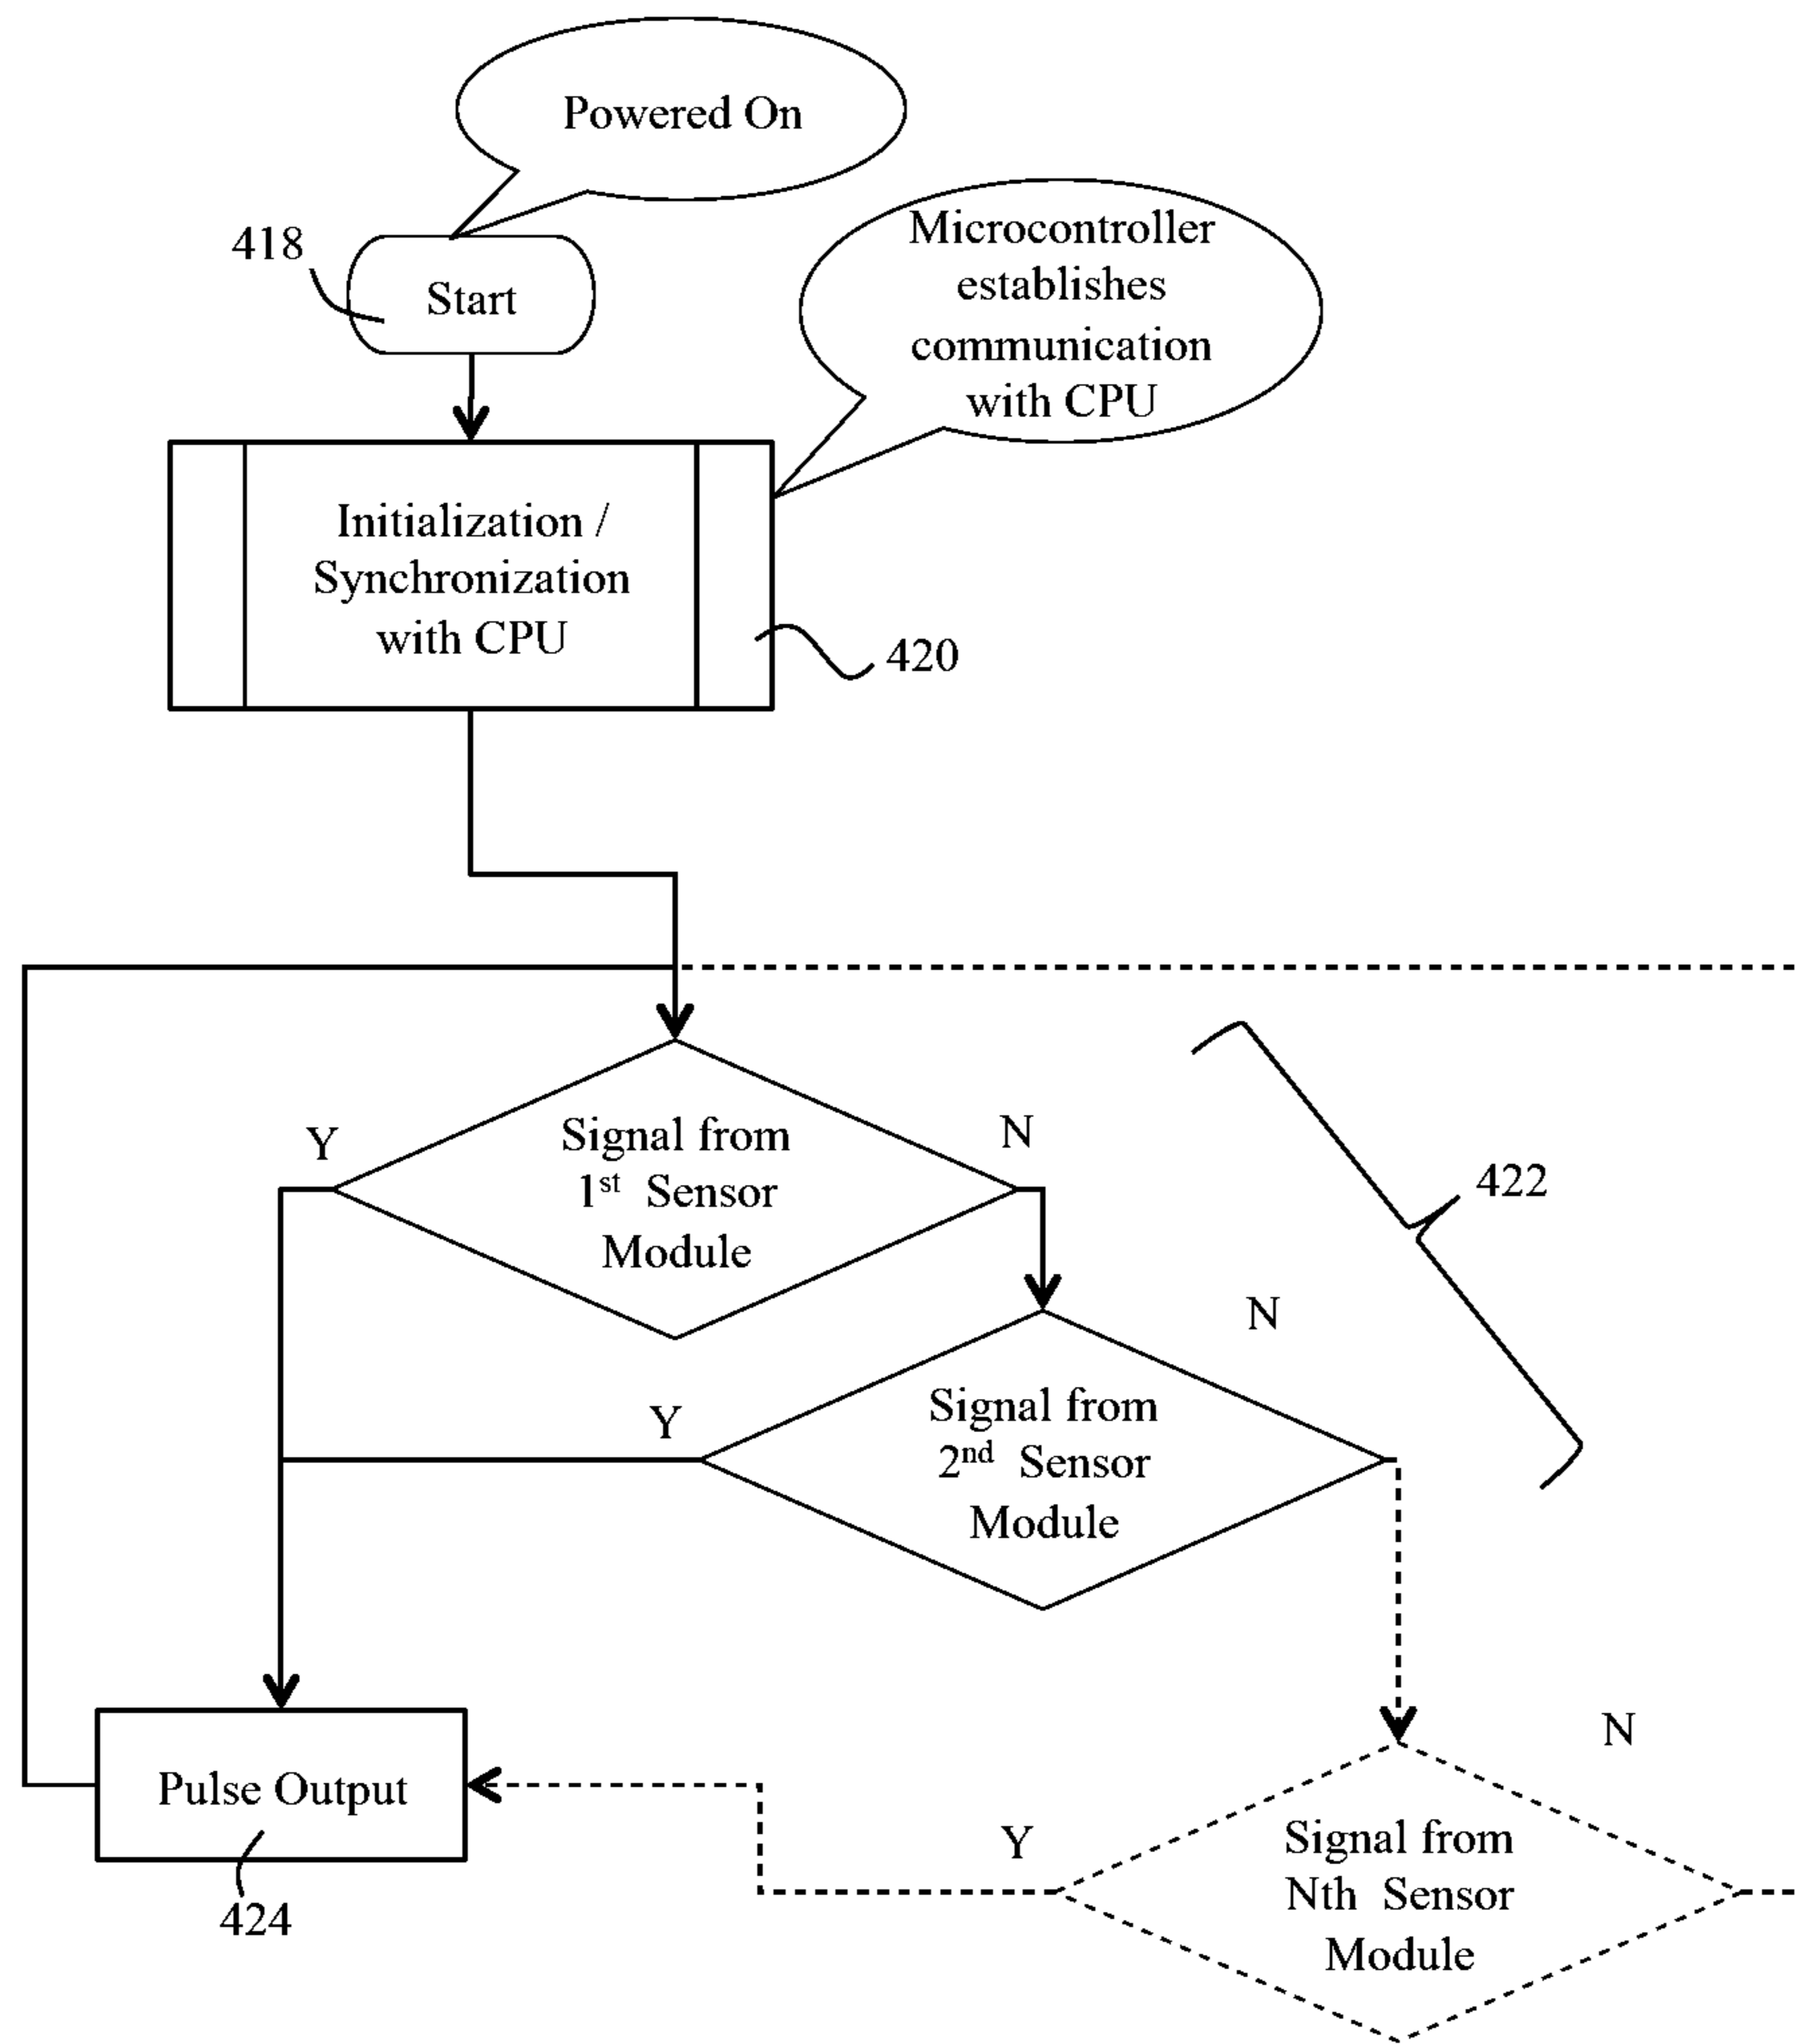 Powered On
418
Start
Microcontroller
establishes
communication
with CPU
Initialization /
Synchronization
with CPU
420
Y
Signal from
1st Sensor
Module
N
422
Y
Signal from
2nd Sensor
Module
N
Pulse Output
424
Y
Signal from
Nth Sensor
Module
N